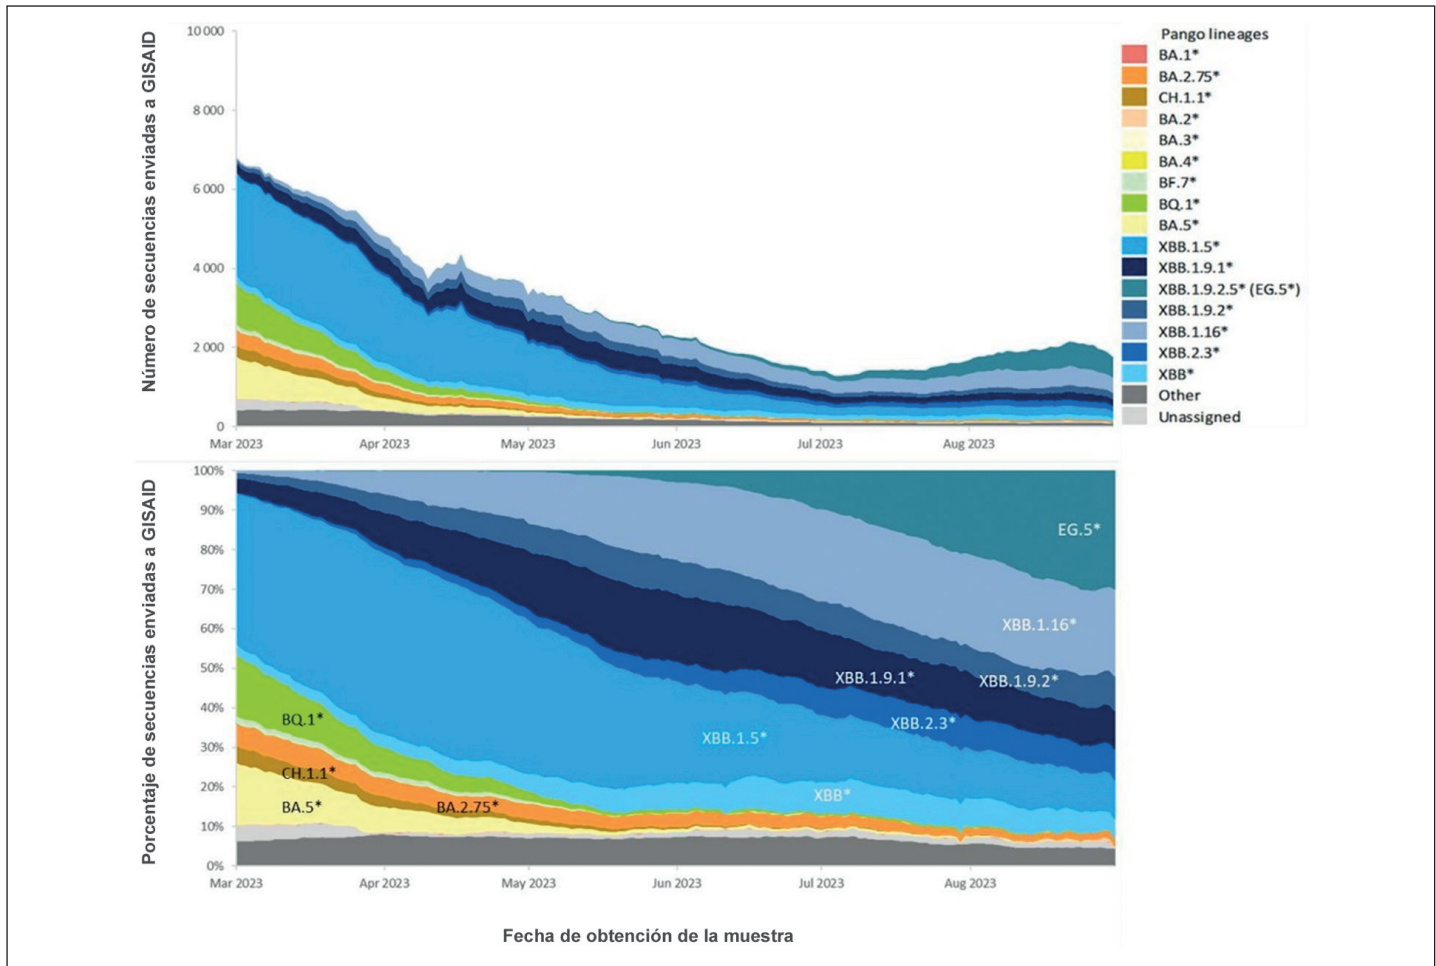 Número de secuencias enviadas a GISAID
10 000
8 000
6 000
4 000
2 000
0
Mar 2023 Apr 2023 May 2023 Jun 2023 Jul 2023 Aug 2023
Pango lineages
BA.1*
BA.2.75*
CH.1.1*
BA.2*
BA.3*
BA.4*
BF.7*
BQ.1*
BA.5*
XBB.1.5*
XBB.1.9.1*
XBB.1.9.2.5* (EG.5*)
XBB.1.9.2*
XBB.1.16*
XBB.2.3*
XBB*
Other
Unassigned
Porcentaje de secuencias enviadas a GISAID
100%
90%
80%
70%
60%
50%
40%
30%
20%
10%
0%
EG.5*
XBB.1.16*
XBB.1.9.1*
XBB.1.9.2*
BQ.1*
XBB.2.3*
XBB.1.5*
CH.1.1*
XBB*
BA.5*
BA.2.75*
Mar 2023 Apr 2023 May 2023 Jun 2023 Jul 2023 Aug 2023
Fecha de obtención de la muestra